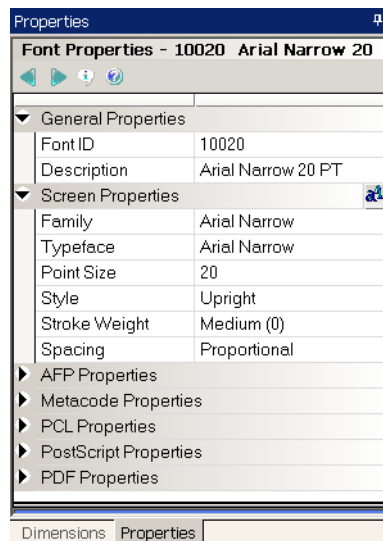 Properties
Font Properties - 10020 Arial Narrow 20
General Properties
Font ID 10020
Description Arial Narrow 20 PT
Screen Properties
Family Arial Narrow
Typeface Arial Narrow
Point Size 20
Style Upright
Stroke Weight Medium (0)
Spacing Proportional
AFP Properties
Metacode Properties
PCL Properties
PostScript Properties
PDF Properties
Dimensions Properties